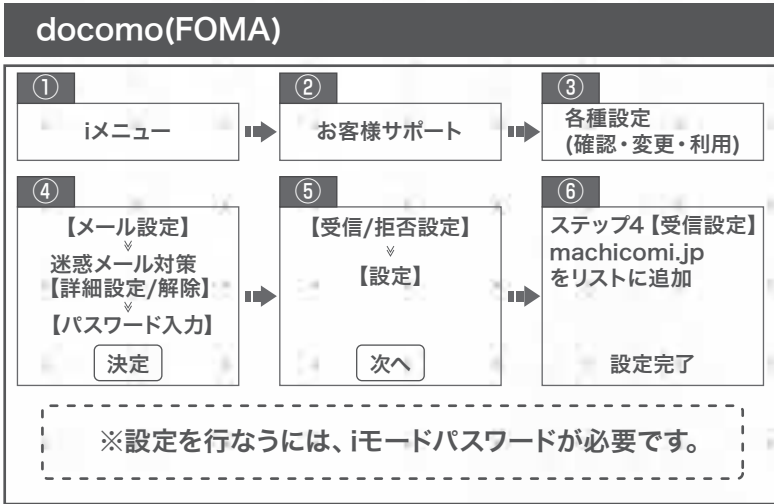 docomo(FOMA)
①
iメニュー
②
お客様サポート
③
各種設定
(確認・変更・利用)
④
【メール設定】
迷惑メール対策
【詳細設定/解除】
【パスワード入力】
決定
⑤
【受信/拒否設定】
【設定】
次へ
⑥
ステップ4【受信設定】
machicomi.jp
をリストに追加
設定完了
※設定を行なうには、iモードパスワードが必要です。